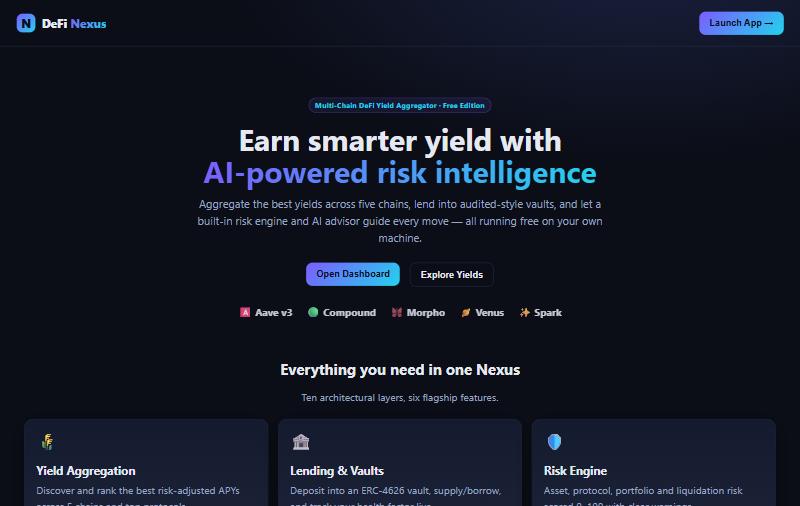 N DeFi Nexus
Launch App →
Multi-Chain DeFi Yield Aggregator · Free Edition
Earn smarter yield with
AI-powered risk intelligence
Aggregate the best yields across five chains, lend into audited-style vaults, and let a
built-in risk engine and AI advisor guide every move — all running free on your own
machine.
Open Dashboard
Explore Yields
A Aave v3
Compound
Morpho
Venus
Spark
Everything you need in one Nexus
Ten architectural layers, six flagship features.
Yield Aggregation
Discover and rank the best risk-adjusted APYs
Lending & Vaults
Deposit into an ERC-4626 vault, supply/borrow,
Risk Engine
Asset, protocol, portfolio and liquidation risk